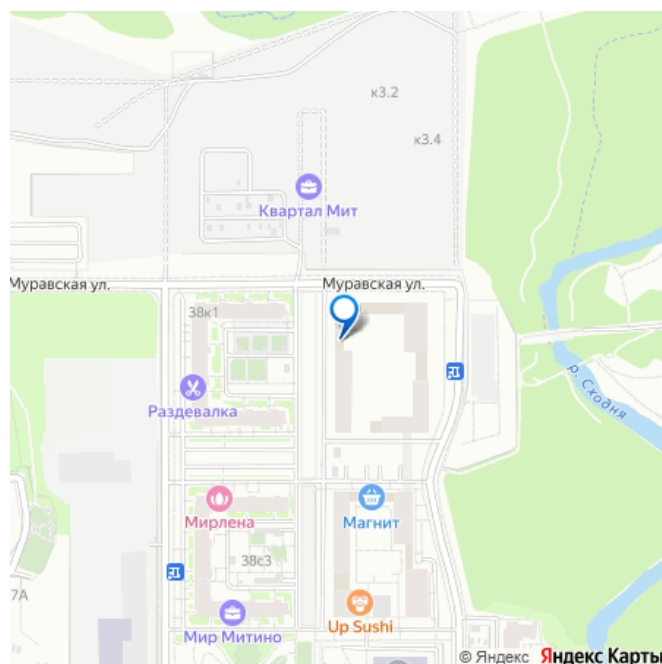 к3.2
к3.4
Квартал Мит
Муравская ул.
Муравская ул.
38к1
Раздевалка
р. Сходня
Мирлена
Магнит
38с3
7А
Up Sushi
Мир Митино
© Яндекс Яндекс Карты